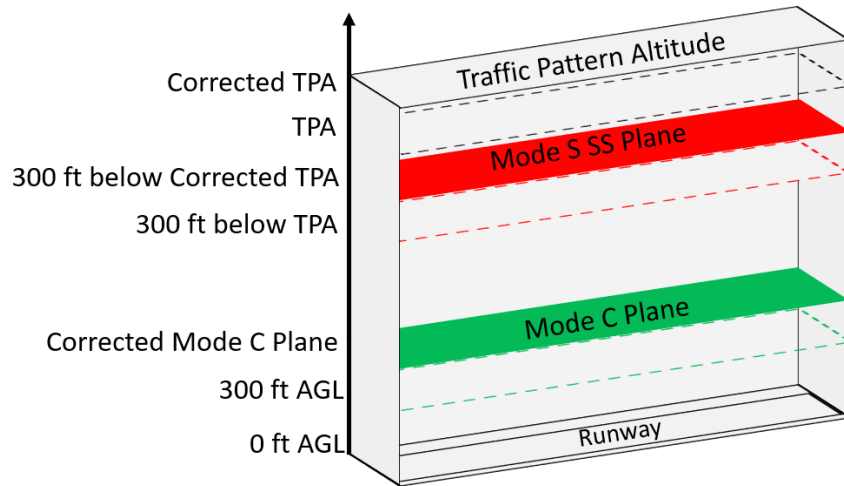 Traffic Pattern Altitude
Corrected TPA
TPA
Mode S SS Plane
300 ft below Corrected TPA
300 ft below TPA
Mode C Plane
Corrected Mode C Plane
300 ft AGL
Runway
0 ft AGL